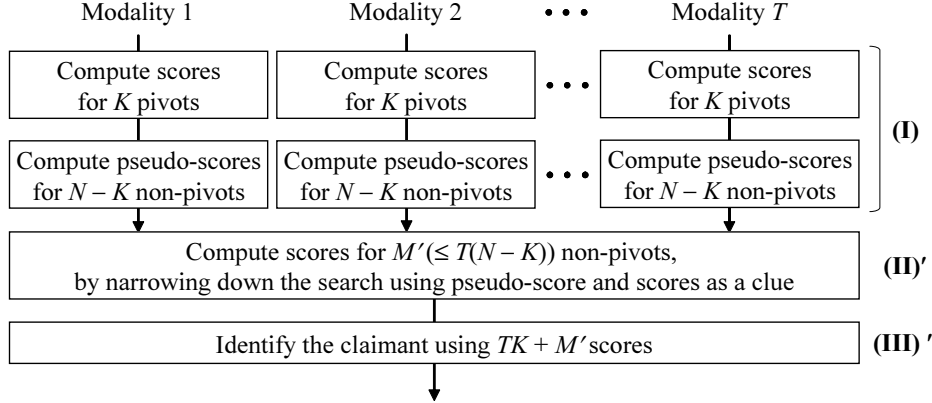 Modality 1 Modality 2 • • • Modality T
Compute scores for K pivots
Compute scores for K pivots
• • •
Compute scores for K pivots
(I)
Compute pseudo-scores for N – K non-pivots
Compute pseudo-scores for N – K non-pivots
• • •
Compute pseudo-scores for N – K non-pivots
Compute scores for M′(≤ T(N – K)) non-pivots,
by narrowing down the search using pseudo-score and scores as a clue
(II)′
Identify the claimant using TK + M′ scores
(III) ′